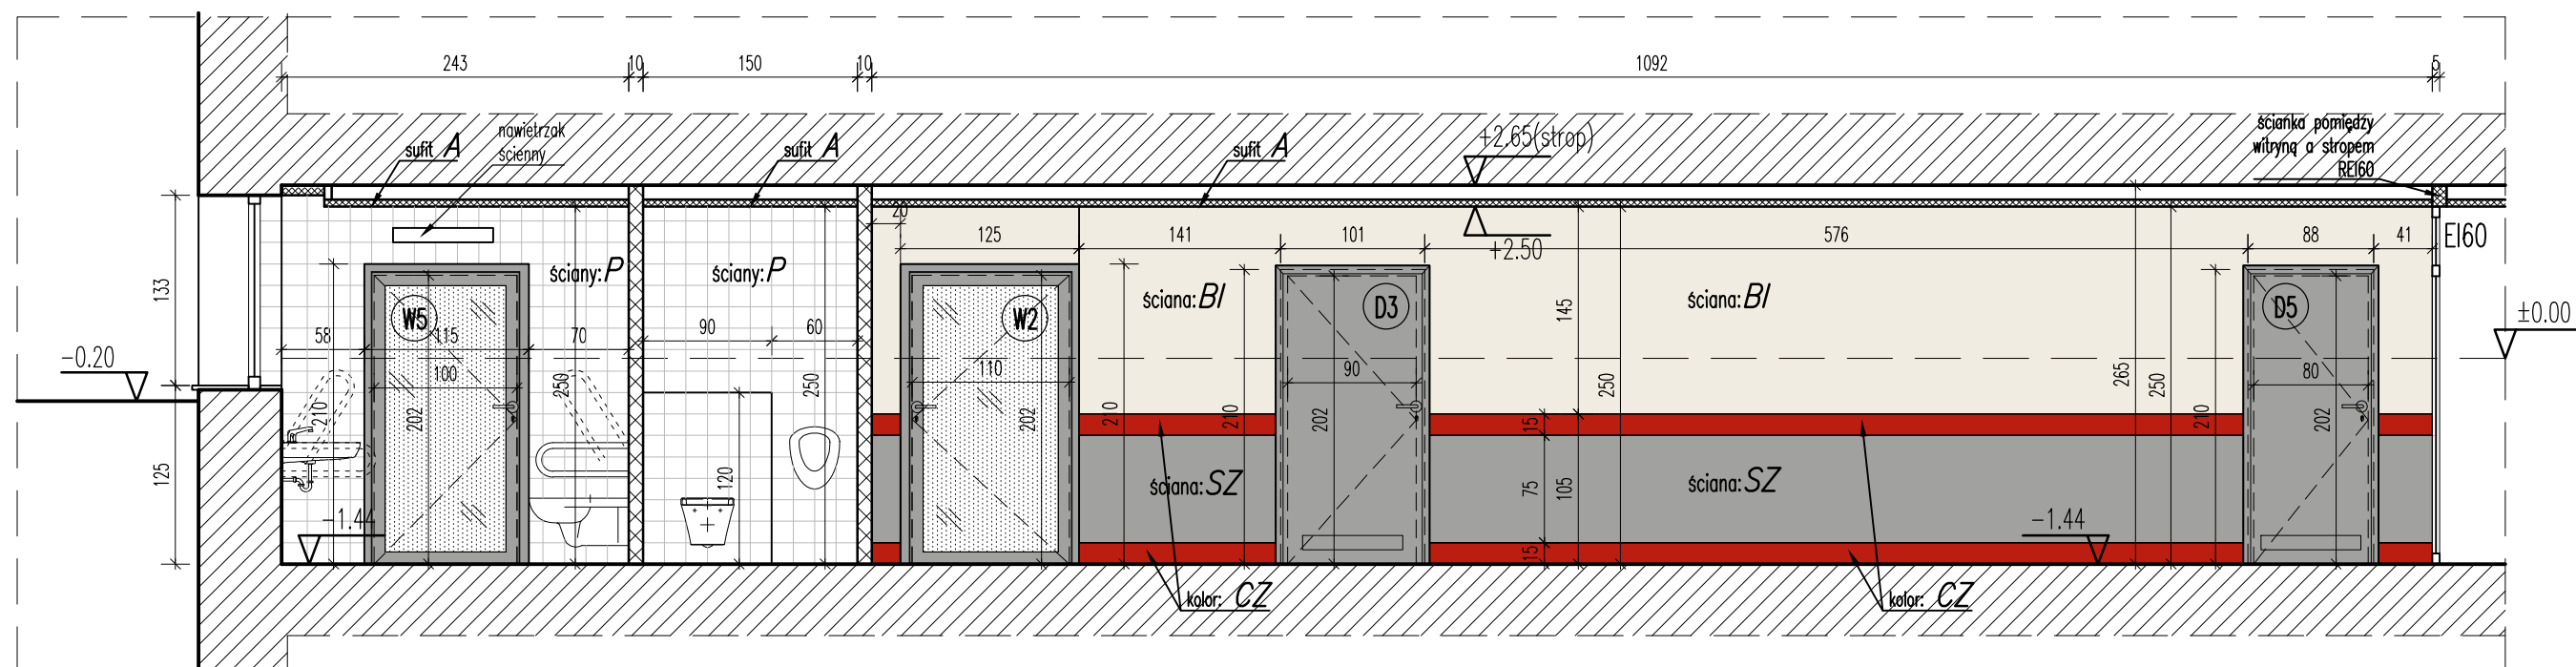 243
10
150
10
1092
5
sufit A
nawietrzak
ścienny
sufit A
sufit A
+2.65(strop)
ścianka pomiędzy
witryną a stropem
REI60
20
125
141
101
576
88
41
EI60
+2.50
ściany: P
ściany: P
ściana: BI
ściana: BI
133
145
±0.00
W5
W2
D3
D5
58
115
70
90
60
-0.20
100
110
90
80
250
250
250
265
250
210
202
202
210
210
202
210
202
125
120
15
75
105
15
ściana: SZ
ściana: SZ
-1.44
-1.44
kolor: CZ
kolor: CZ